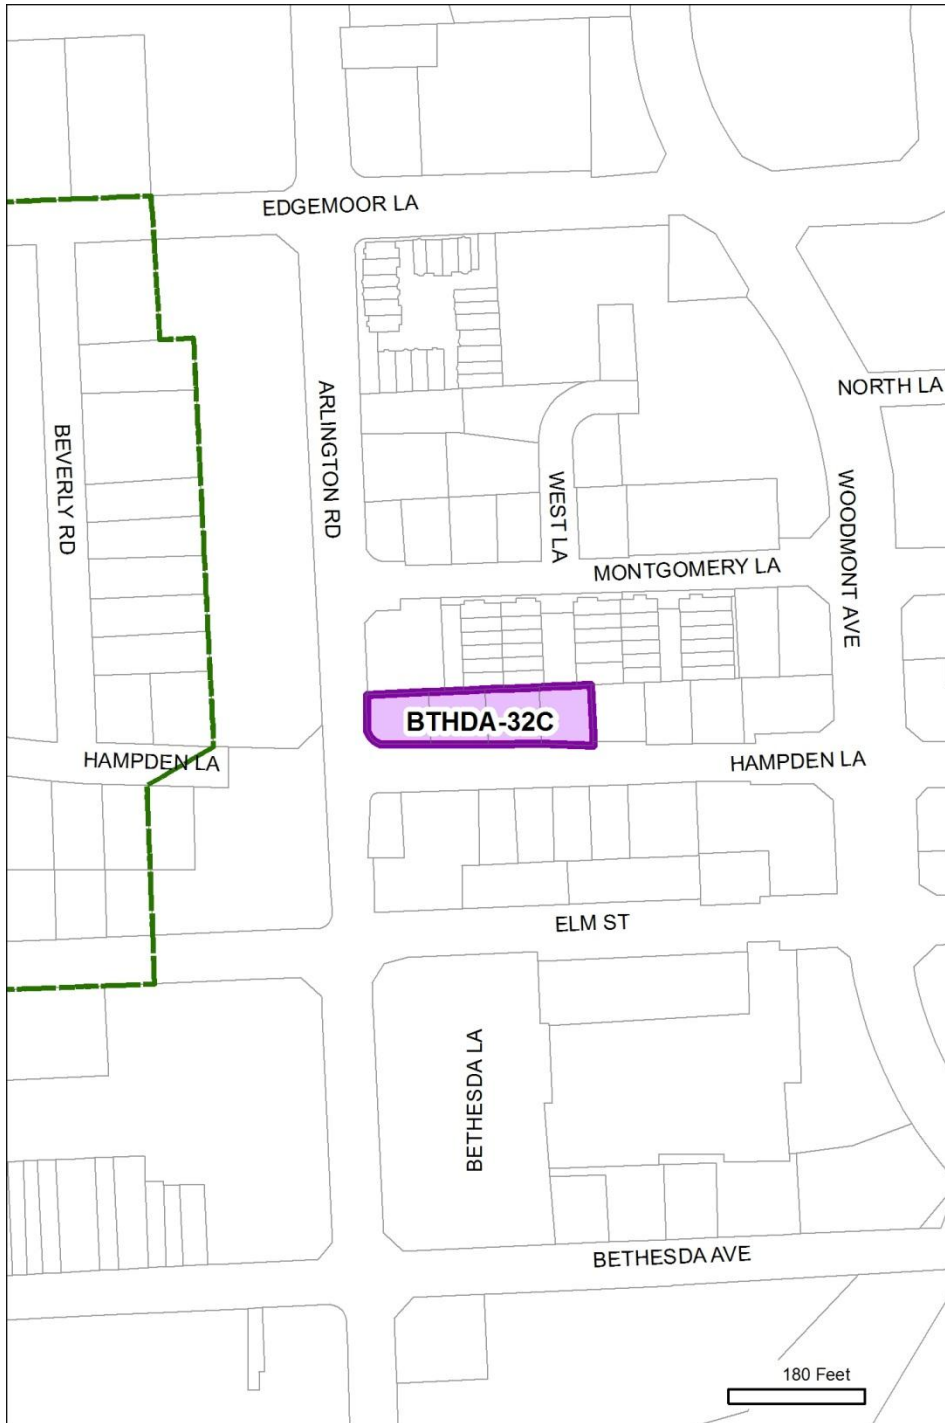 EDGEMOOR LA
NORTH LA
ARLINGTON RD
BEVERLY RD
WEST LA
WOODMONT AVE
MONTGOMERY LA
BTHDA-32C
HAMPDEN LA
HAMPDEN LA
ELM ST
BETHESDA LA
BETHESDA AVE
180 Feet